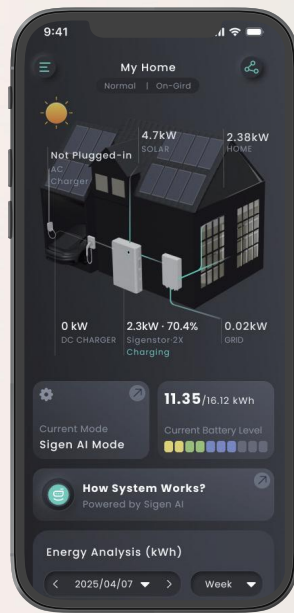 9:41
My Home
Normal | On-Gird
4.7kW
SOLAR
2.38kW
HOME
Not Plugged-in
AC
Charger
0 kW
DC CHARGER
2.3kW · 70.4%
Sigenstor·2X
Charging
0.02kW
GRID
Current Mode
Sigen AI Mode
11.35/16.12 kWh
Current Battery Level
How System Works?
Powered by Sigen AI
Energy Analysis (kWh)
< 2025/04/07 >
Week